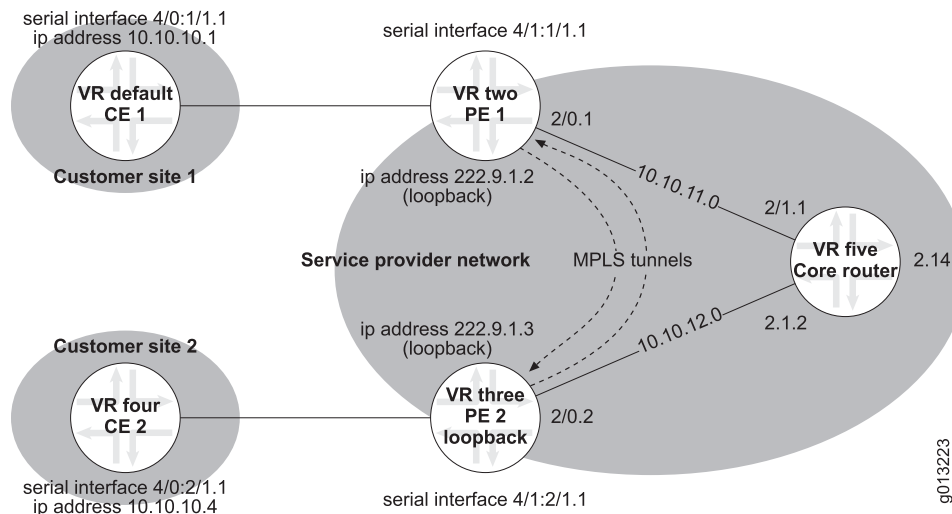 serial interface 4/0:1/1.1
ip address 10.10.10.1
VR default
CE 1
Customer site 1
serial interface 4/1:1/1.1
VR two
PE 1
2/0.1
ip address 222.9.1.2
(loopback)
10.10.11.0
2/1.1
VR five
Core router
2.14
2.1.2
Service provider network
MPLS tunnels
10.10.12.0
ip address 222.9.1.3
(loopback)
Customer site 2
VR four
CE 2
serial interface 4/0:2/1.1
ip address 10.10.10.4
VR three
PE 2
loopback
2/0.2
serial interface 4/1:2/1.1
g013223